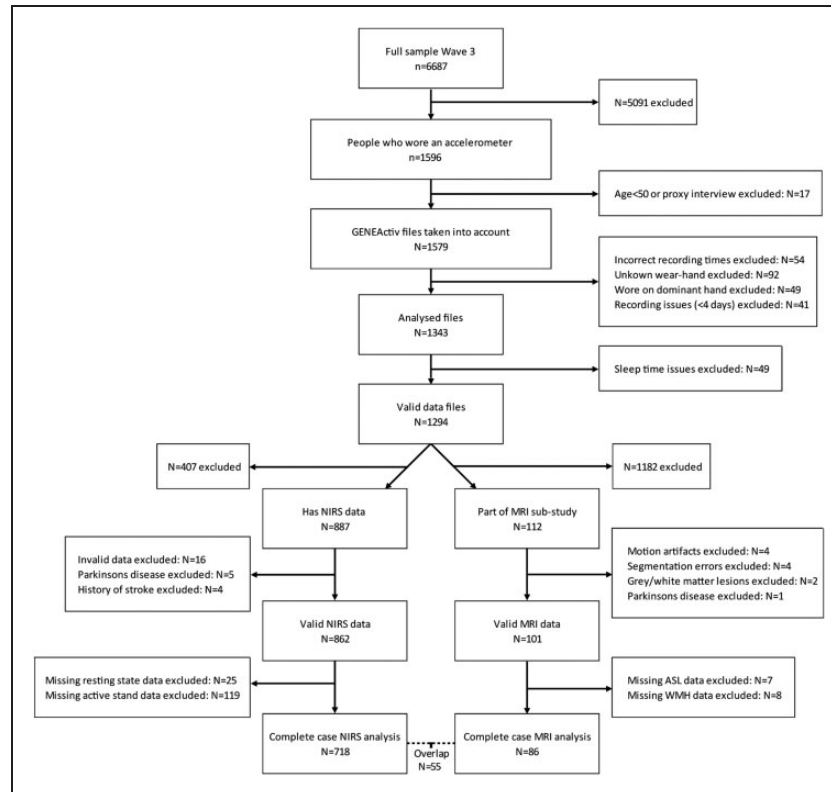 Full sample Wave 3
n=6687
N=5091 excluded
People who wore an accelerometer
n=1596
Age<50 or proxy interview excluded: N=17
GENEActiv files taken into account
N=1579
Incorrect recording times excluded: N=54
Unkown wear-hand excluded: N=92
Wore on dominant hand excluded: N=49
Recording issues (<4 days) excluded: N=41
Analysed files
N=1343
Sleep time issues excluded: N=49
Valid data files
N=1294
N=407 excluded
N=1182 excluded
Has NIRS data
N=887
Part of MRI sub-study
N=112
Invalid data excluded: N=16
Parkinsons disease excluded: N=5
History of stroke excluded: N=4
Motion artifacts excluded: N=4
Segmentation errors excluded: N=4
Grey/white matter lesions excluded: N=2
Parkinsons disease excluded: N=1
Valid NIRS data
N=862
Valid MRI data
N=101
Missing resting state data excluded: N=25
Missing active stand data excluded: N=119
Missing ASL data excluded: N=7
Missing WMH data excluded: N=8
Complete case NIRS analysis
N=718
Overlap
N=55
Complete case MRI analysis
N=86